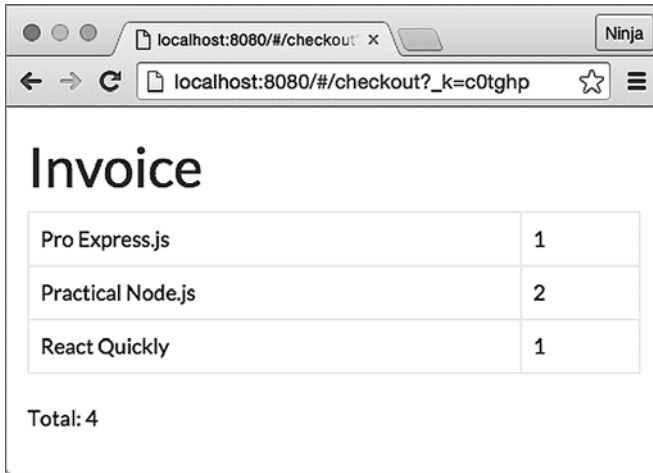 localhost:8080/#/checkout
Ninja
localhost:8080/#/checkout?_k=c0tghp
Invoice
Pro Express.js 1
Practical Node.js 2
React Quickly 1
Total: 4